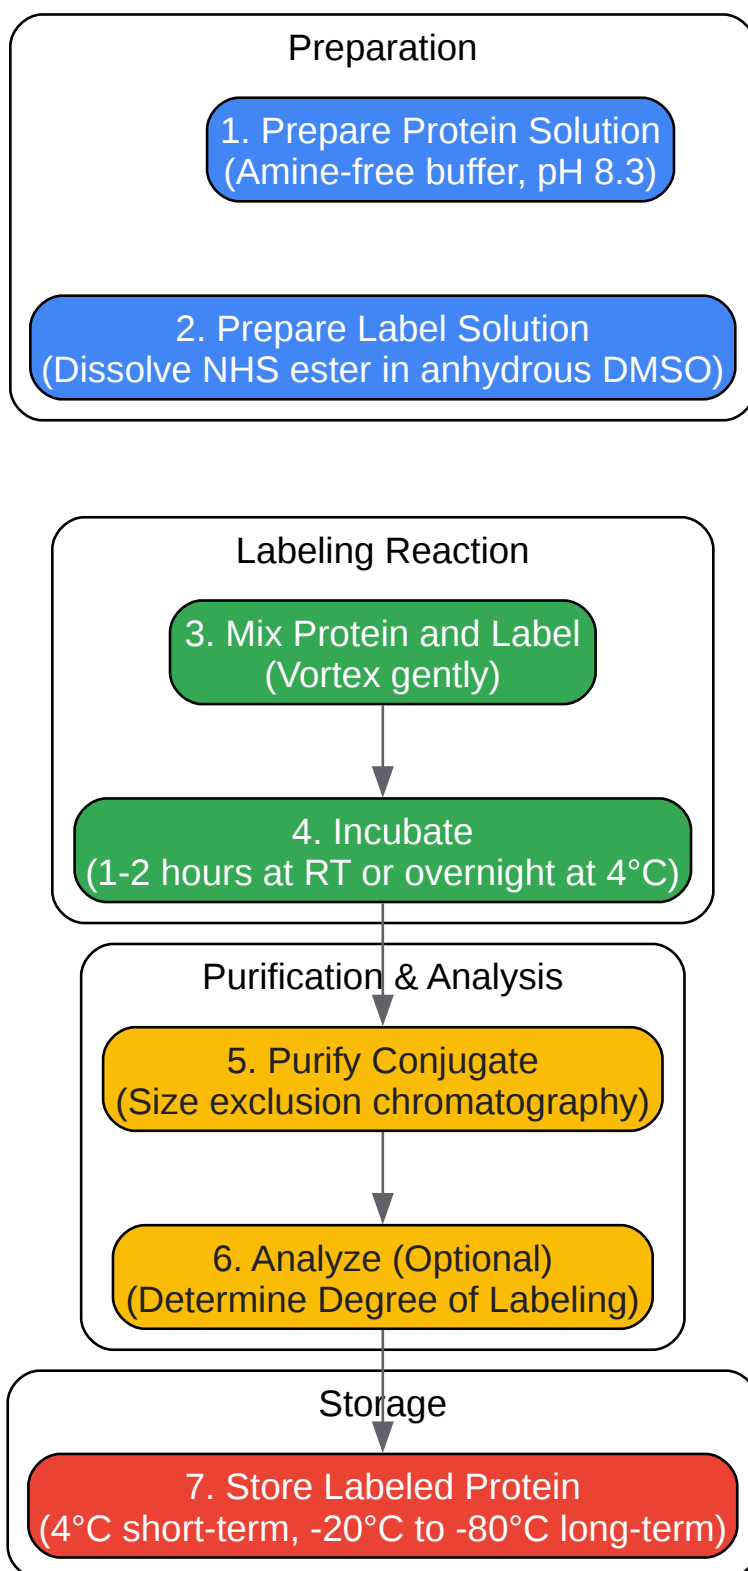 Preparation
1. Prepare Protein Solution
(Amine-free buffer, pH 8.3)
2. Prepare Label Solution
(Dissolve NHS ester in anhydrous DMSO)
Labeling Reaction
3. Mix Protein and Label
(Vortex gently)
4. Incubate
(1-2 hours at RT or overnight at 4°C)
Purification & Analysis
5. Purify Conjugate
(Size exclusion chromatography)
6. Analyze (Optional)
(Determine Degree of Labeling)
Storage
7. Store Labeled Protein
(4°C short-term, -20°C to -80°C long-term)